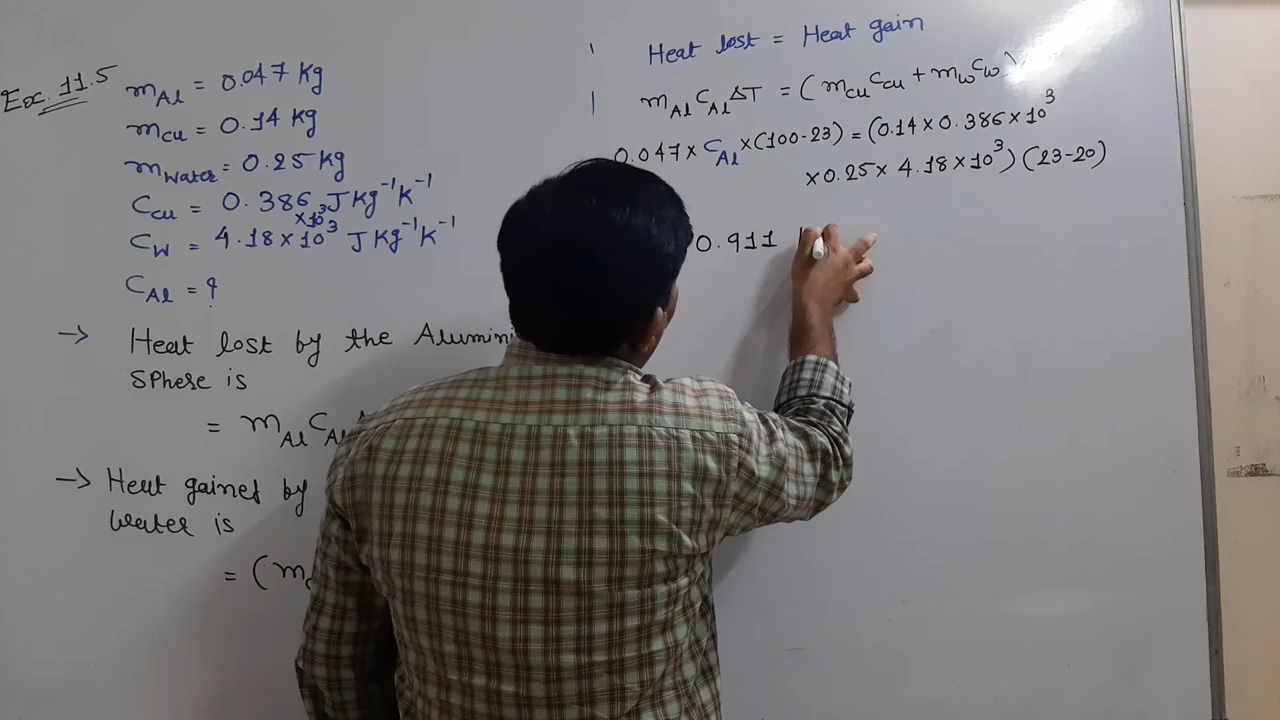 Exc. 11.5
m_Al = 0.047 Kg
m_Cu = 0.14 Kg
m_Water = 0.25 Kg
C_Cu = 0.386 ×10³ J Kg⁻¹ K⁻¹
C_W = 4.18 × 10³ J Kg⁻¹ K⁻¹
C_Al = ?
→ Heat lost by the Alumini
Sphere is
= m_Al C_Al
→ Heat gained by
Water is
= (m
Heat lost = Heat gain
m_Al C_Al ΔT = (m_Cu C_Cu + m_W C_W)
0.047 × C_Al × (100-23) = (0.14 × 0.386 × 10³
× 0.25 × 4.18 × 10³) (23-20)
0.911